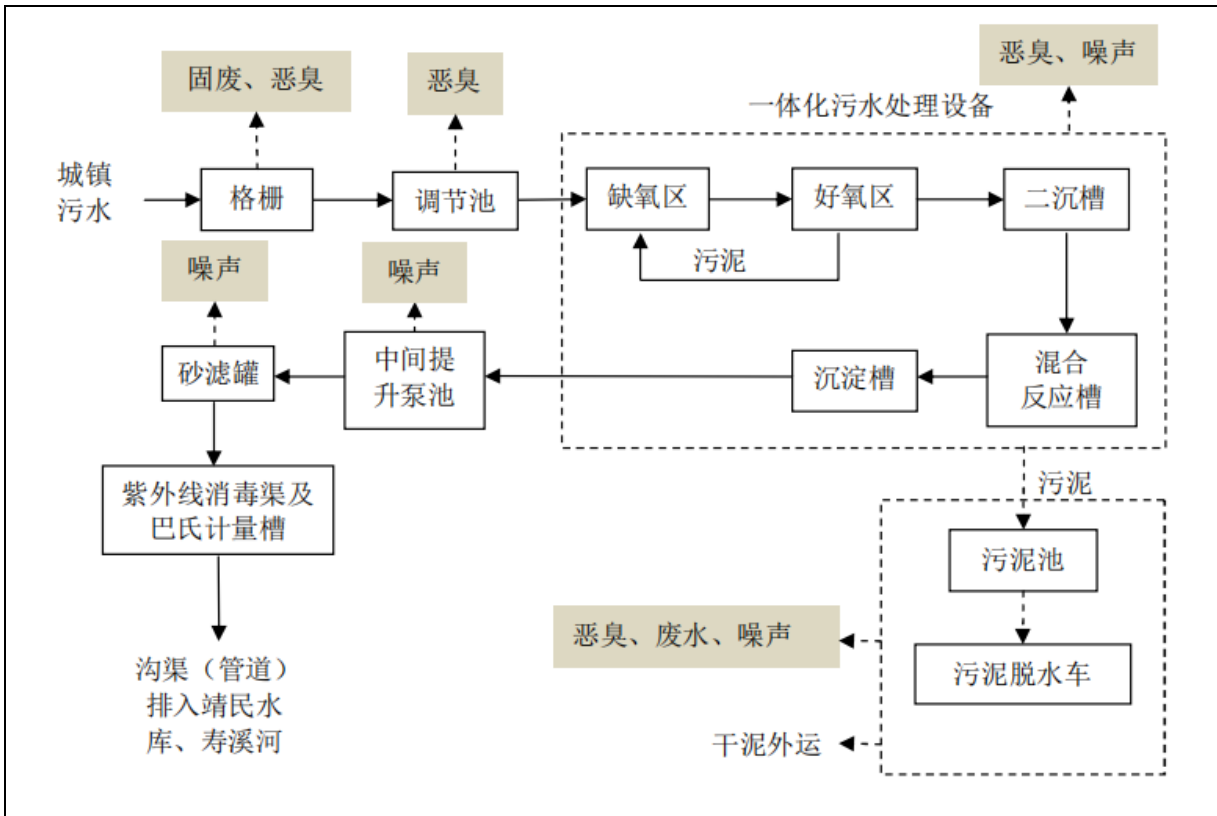 固废、恶臭
恶臭
恶臭、噪声
一体化污水处理设备
城镇
污水
格栅
调节池
缺氧区
好氧区
二沉槽
污泥
噪声
噪声
砂滤罐
中间提
升泵池
沉淀槽
混合
反应槽
紫外线消毒渠及
巴氏计量槽
污泥
污泥池
恶臭、废水、噪声
污泥脱水车
沟渠（管道）
排入靖民水
库、寿溪河
干泥外运